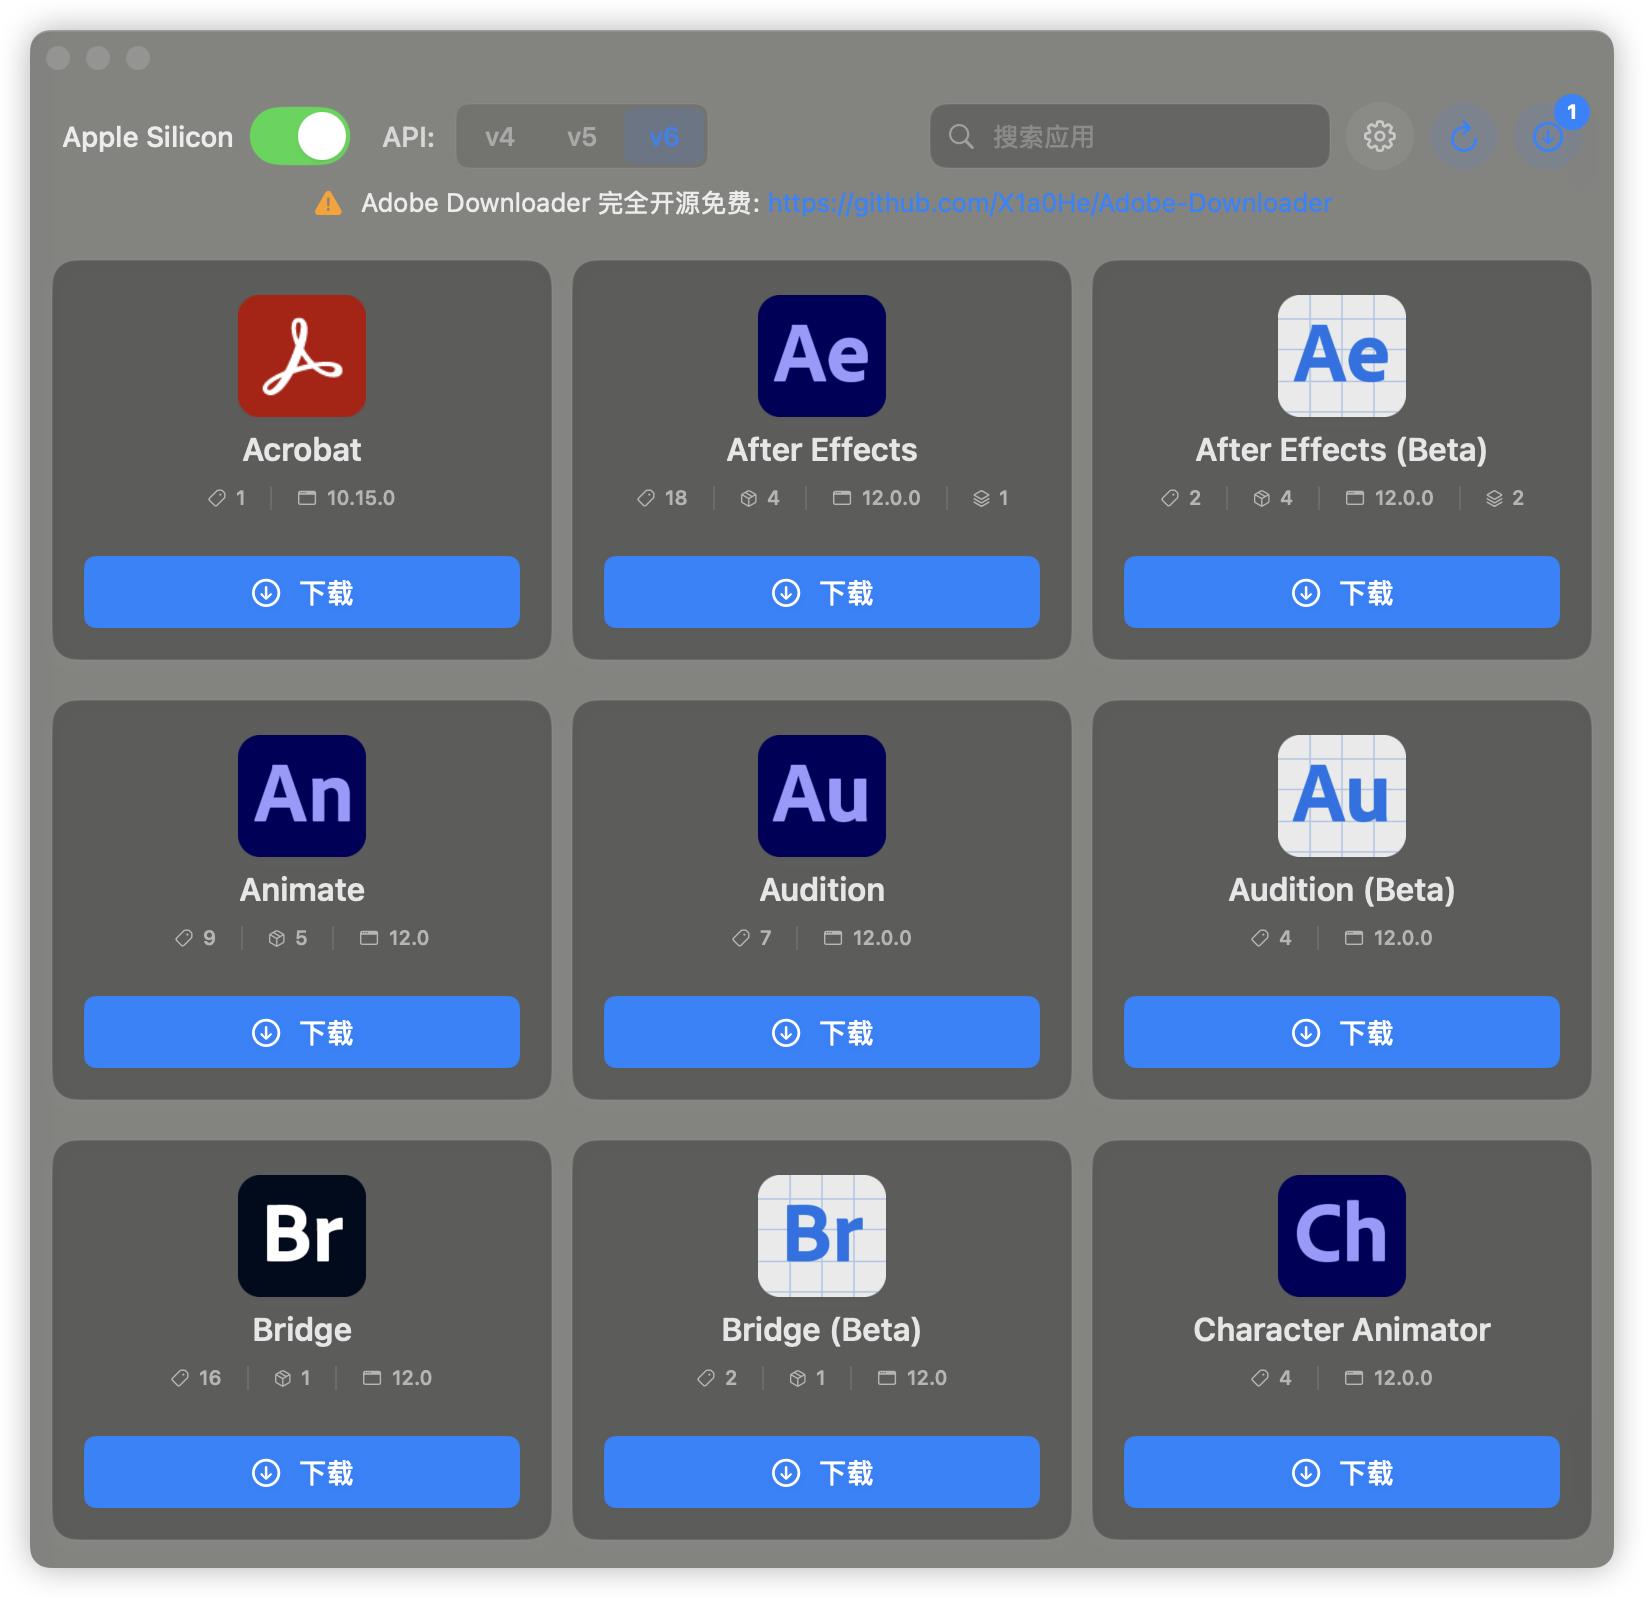 Apple Silicon API: v4 v5 v6 搜索应用 1
Adobe Downloader 完全开源免费: https://github.com/X1a0He/Adobe-Downloader
Ae Ae
Acrobat After Effects After Effects (Beta)
1 10.15.0 18 4 12.0.0 1 2 4 12.0.0 2
下载 下载 下载
An Au Au
Animate Audition Audition (Beta)
9 5 12.0 7 12.0.0 4 12.0.0
下载 下载 下载
Br Br Ch
Bridge Bridge (Beta) Character Animator
16 1 12.0 2 1 12.0 4 12.0.0
下载 下载 下载